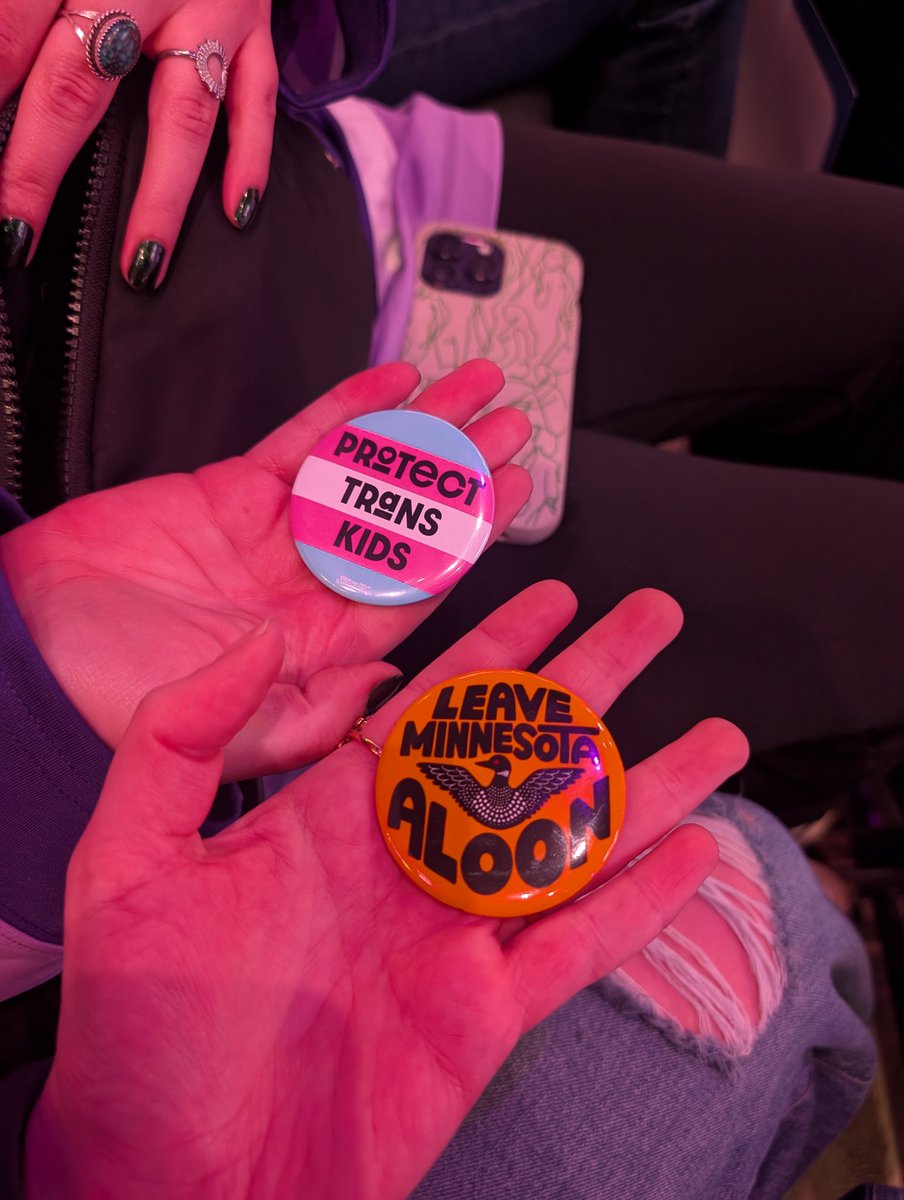 PROTECT
TRANS
KIDS
LEAVE
MINNESOTA
ALOON